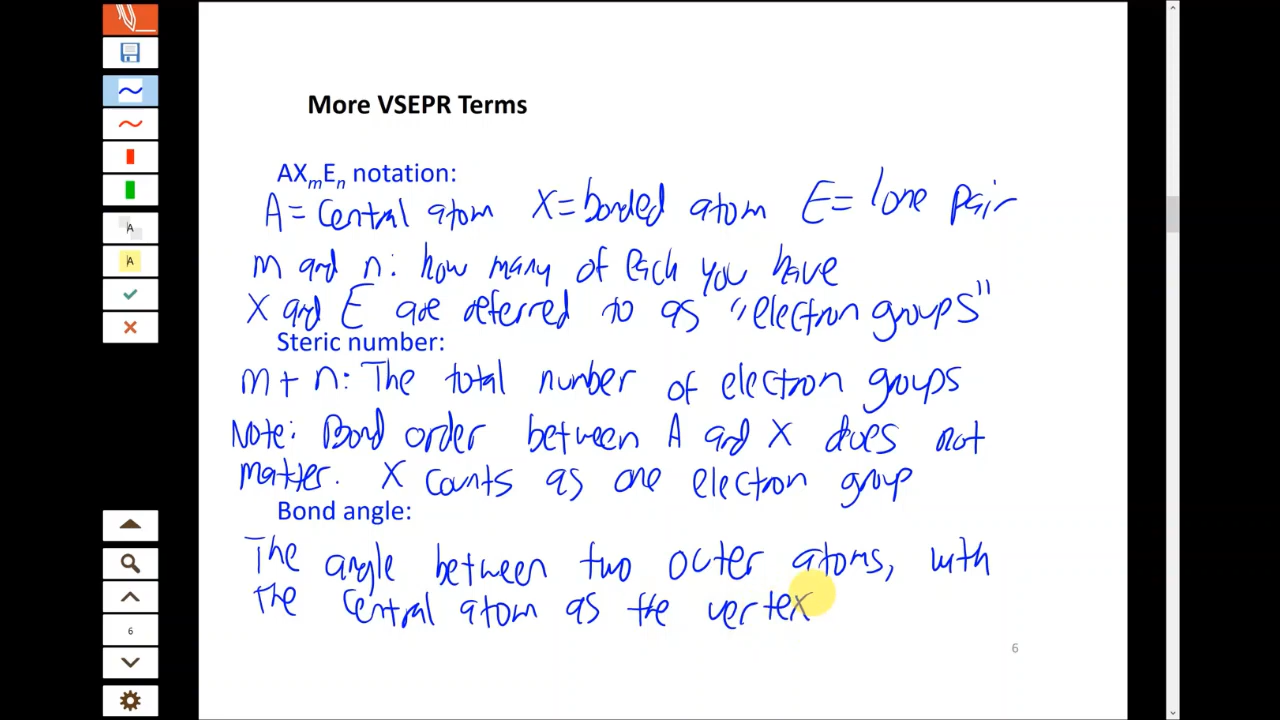 More VSEPR Terms
AXmEn notation:
A = Central atom X = bonded atom E = lone pair
m and n: how many of each you have
X and E are referred to as "electron groups"
Steric number:
m + n: The total number of electron groups
Note: Bond order between A and X does not
matter. X counts as one electron group
Bond angle:
The angle between two outer atoms, with
the central atom as the vertex
A
A
6
6